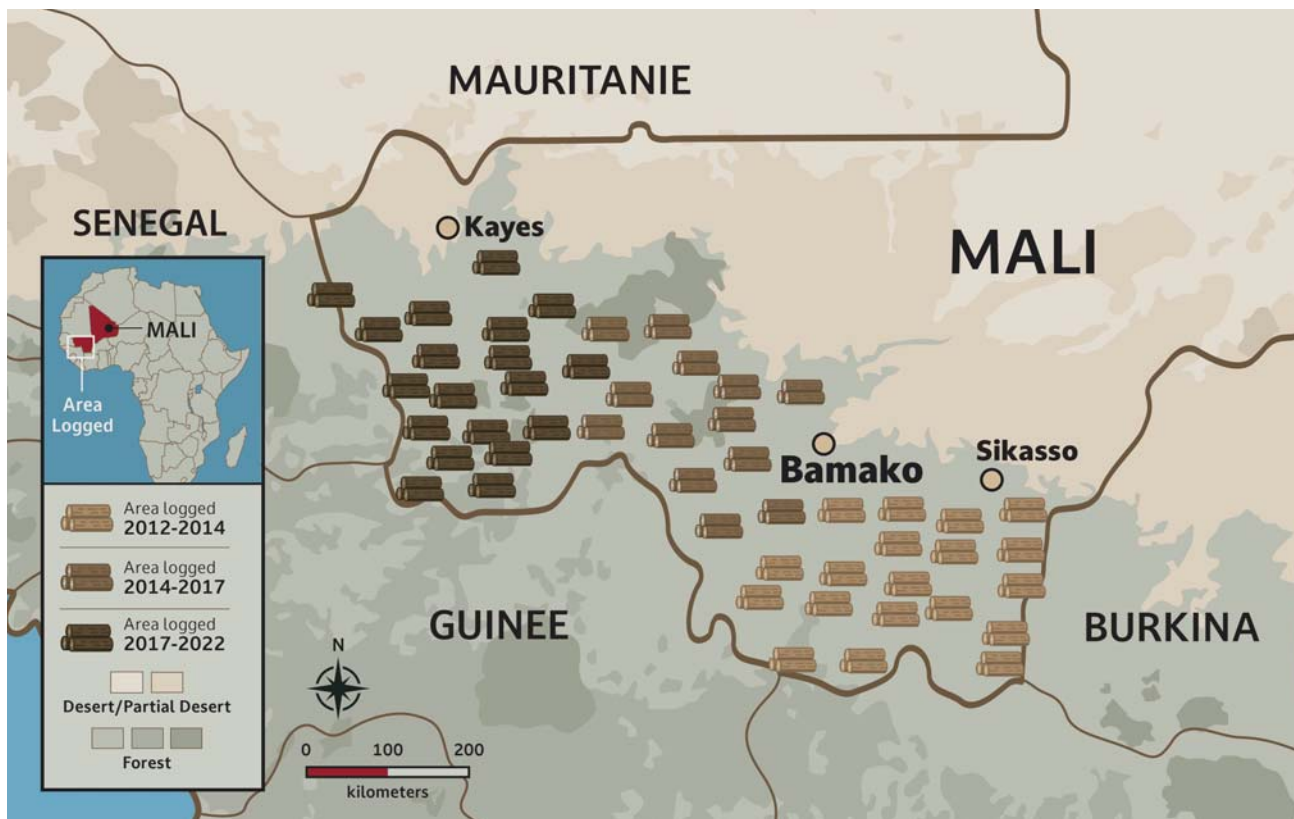 MAURITANIE
SENEGAL
Kayes
MALI
MALI
Area
Logged
Bamako
Sikasso
Area logged
2012-2014
Area logged
2014-2017
Area logged
2017-2022
Desert/Partial Desert
Forest
GUINEE
BURKINA
N
0 100 200
kilometers